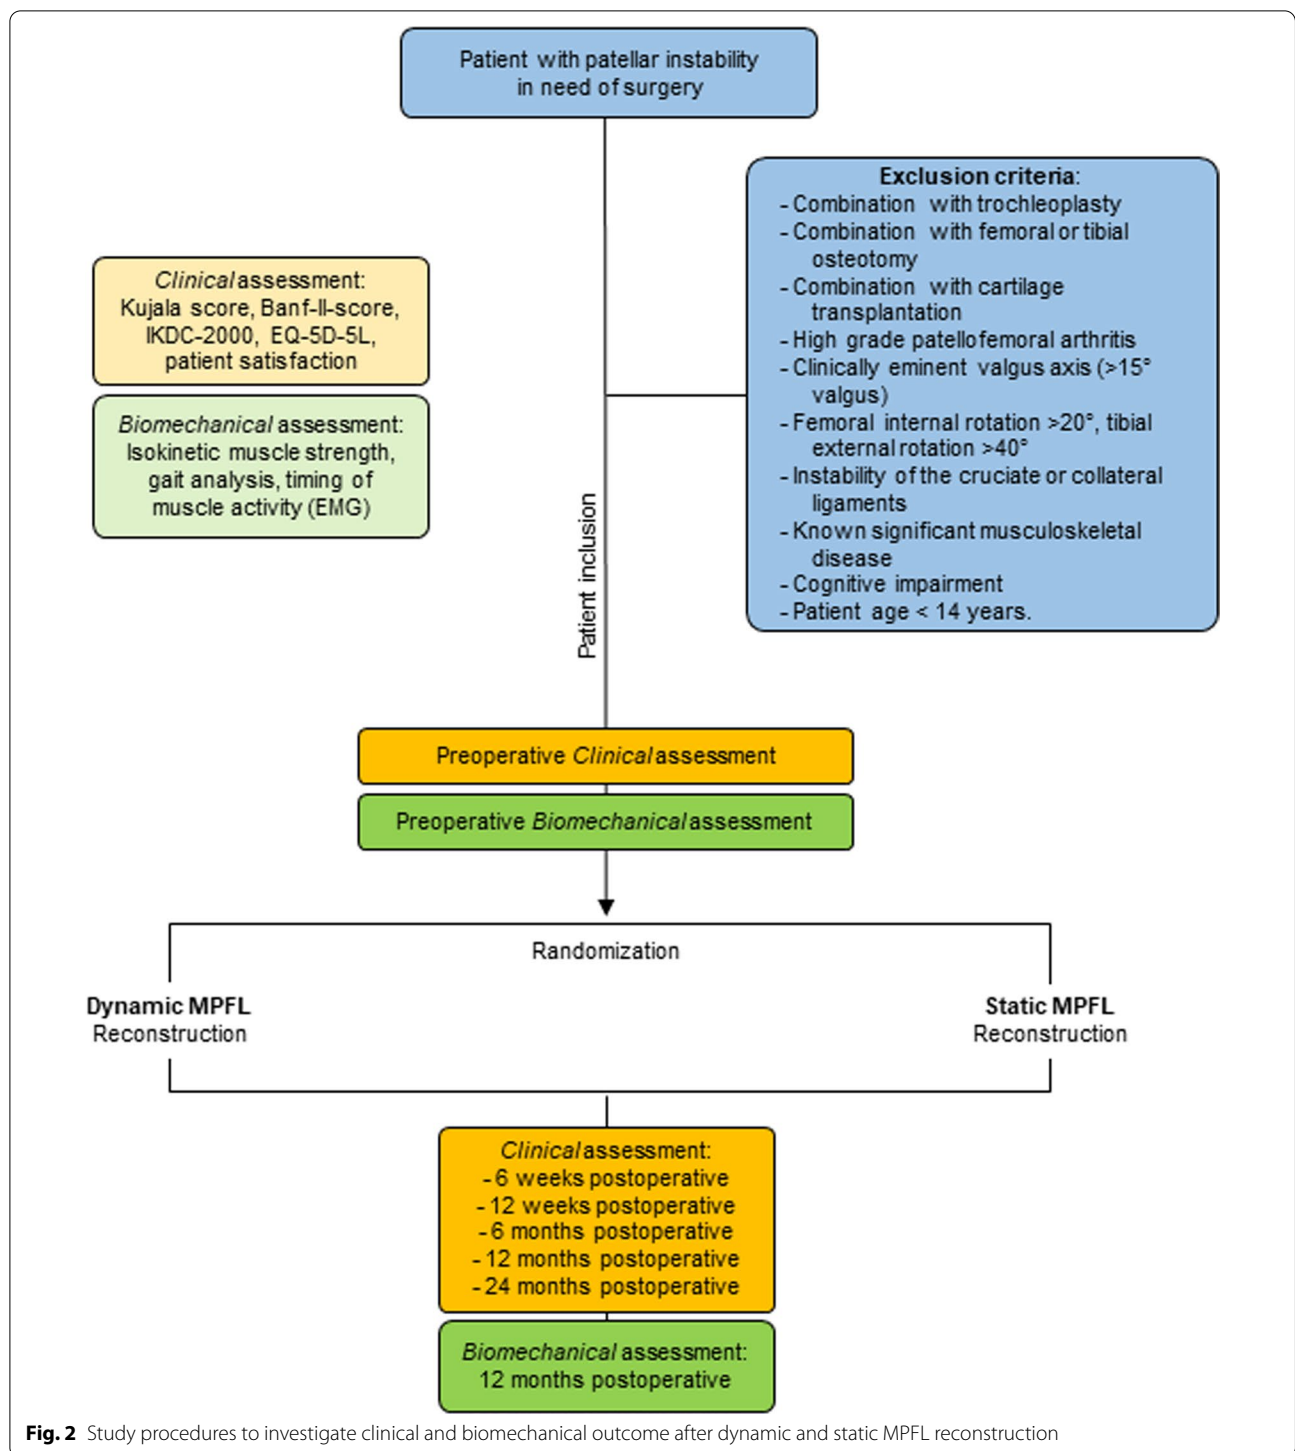 Patient with patellar instability
in need of surgery
Exclusion criteria:
- Combination with trochleoplasty
- Combination with femoral or tibial
osteotomy
- Combination with cartilage
transplantation
- High grade patellofemoral arthritis
- Clinically eminent valgus axis (>15°
valgus)
- Femoral internal rotation >20°, tibial
external rotation >40°
- Instability of the cruciate or collateral
ligaments
- Known significant musculoskeletal
disease
- Cognitive impairment
- Patient age < 14 years.
Clinical assessment:
Kujala score, Banf-II-score,
IKDC-2000, EQ-5D-5L,
patient satisfaction
Biomechanical assessment:
Isokinetic muscle strength,
gait analysis, timing of
muscle activity (EMG)
Patient inclusion
Preoperative Clinical assessment
Preoperative Biomechanical assessment
Randomization
Dynamic MPFL
Reconstruction
Static MPFL
Reconstruction
Clinical assessment:
- 6 weeks postoperative
- 12 weeks postoperative
- 6 months postoperative
- 12 months postoperative
- 24 months postoperative
Biomechanical assessment:
12 months postoperative
Fig. 2 Study procedures to investigate clinical and biomechanical outcome after dynamic and static MPFL reconstruction